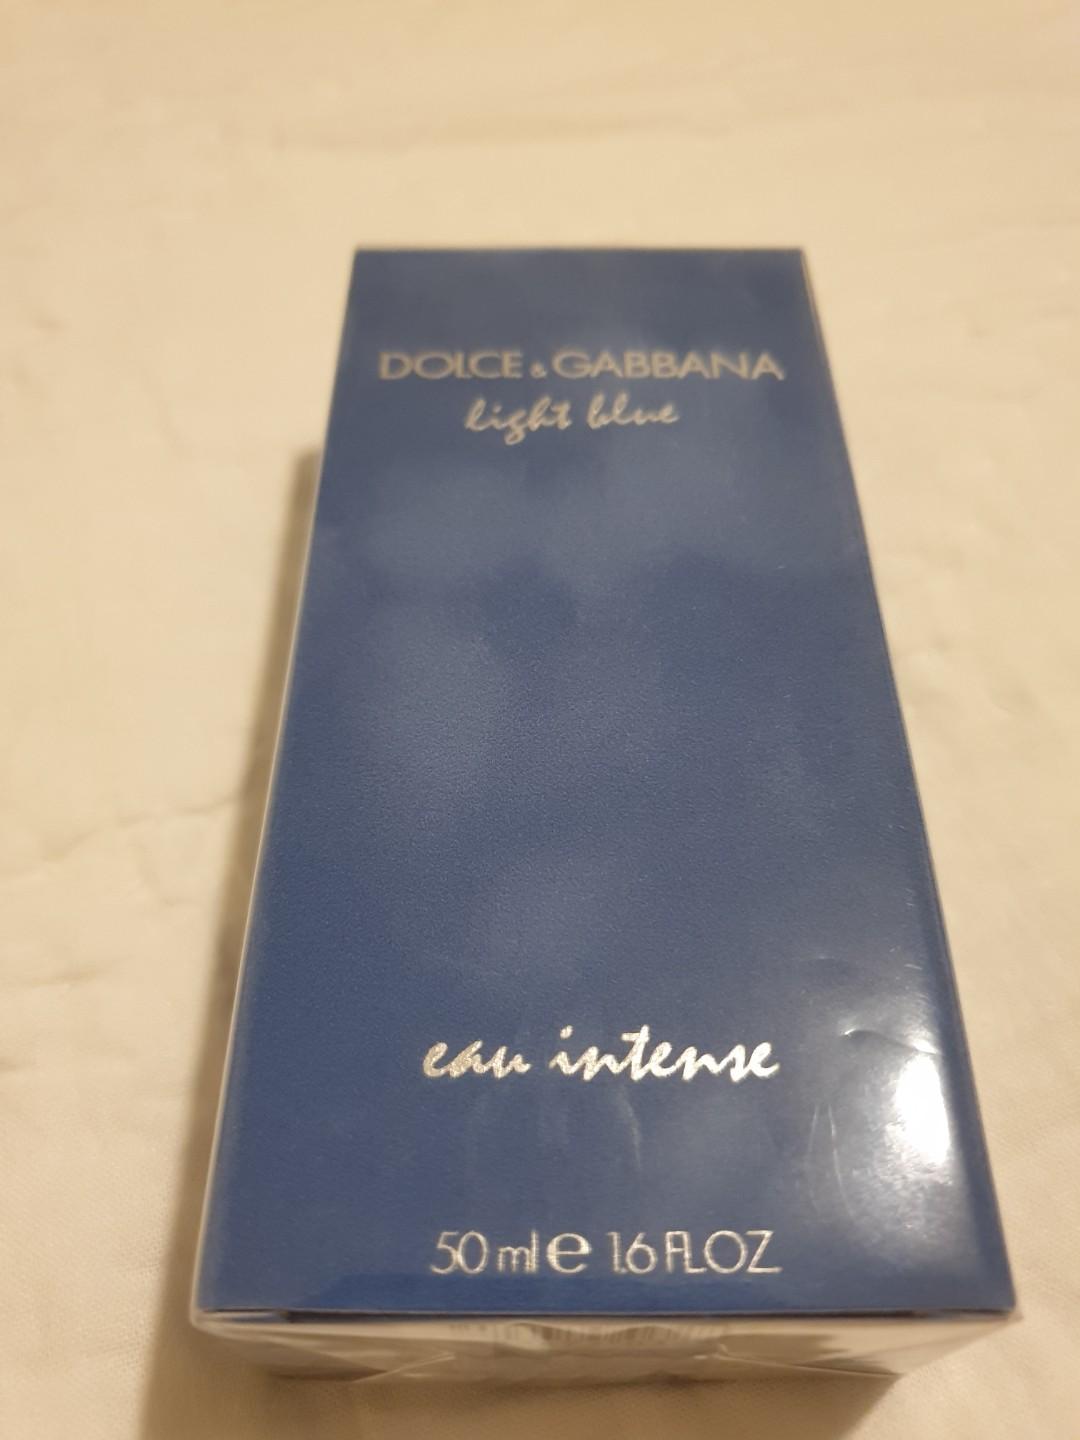 DOLCE & GABBANA
light blue
eau intense
50 ml e 1.6 FL.OZ.